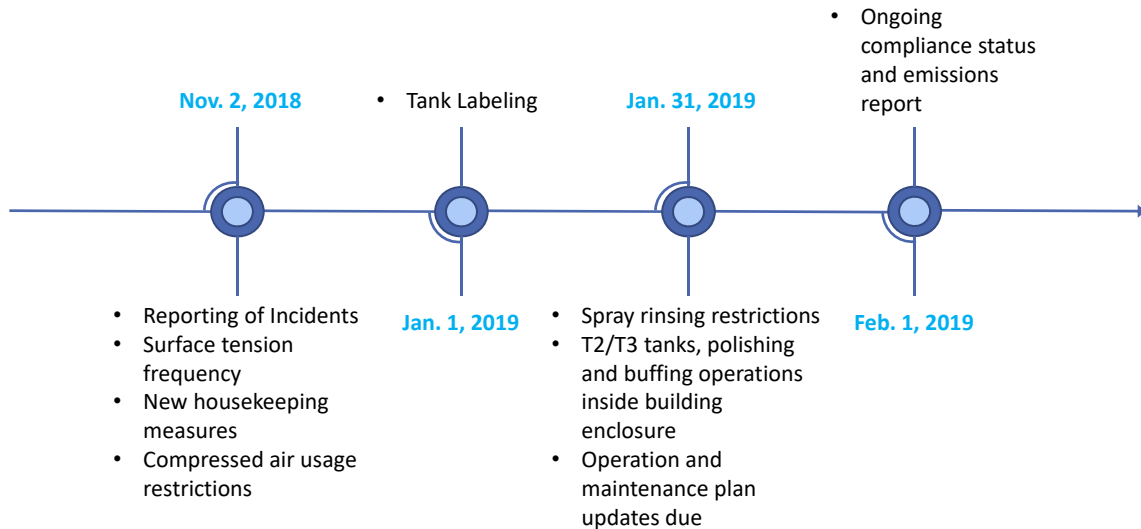 Nov. 2, 2018
• Reporting of Incidents
• Surface tension
frequency
• New housekeeping
measures
• Compressed air usage
restrictions
• Tank Labeling
Jan. 1, 2019
Jan. 31, 2019
• Spray rinsing restrictions
• T2/T3 tanks, polishing
and buffing operations
inside building
enclosure
• Operation and
maintenance plan
updates due
• Ongoing
compliance status
and emissions
report
Feb. 1, 2019